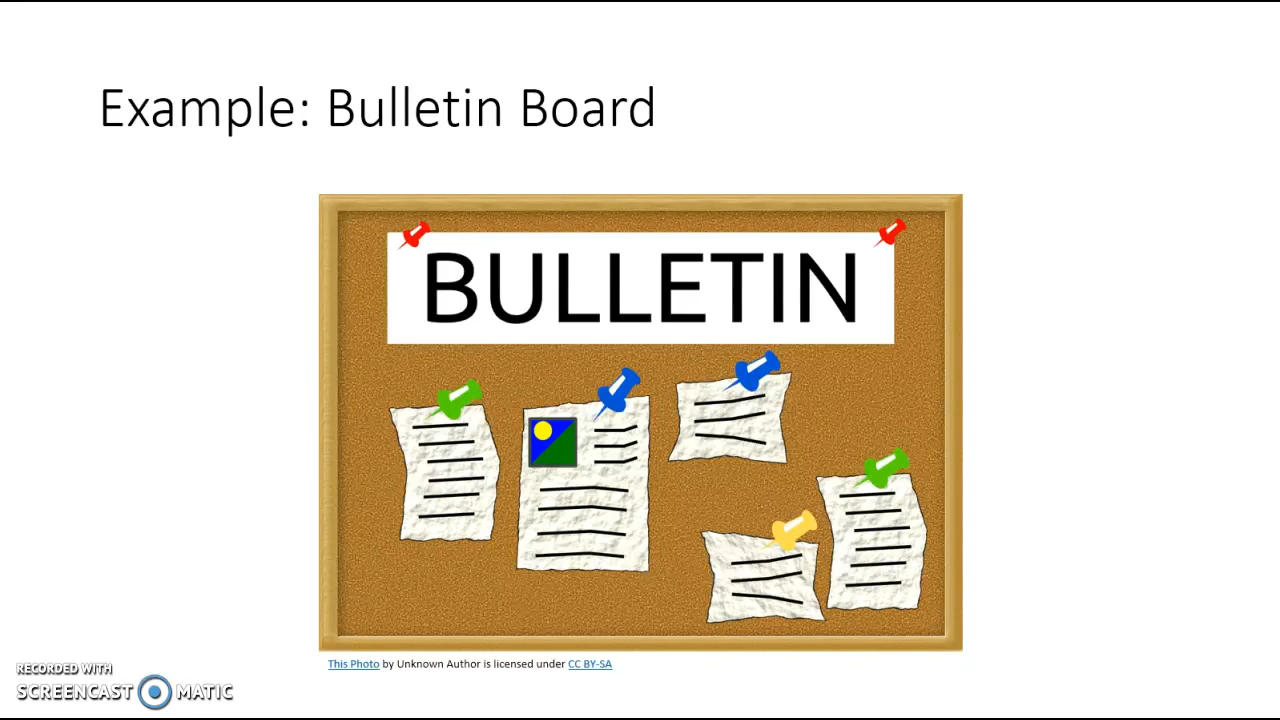 Example: Bulletin Board
BULLETIN
This Photo by Unknown Author is licensed under CC BY-SA
RECORDED WITH
SCREENCAST MATIC